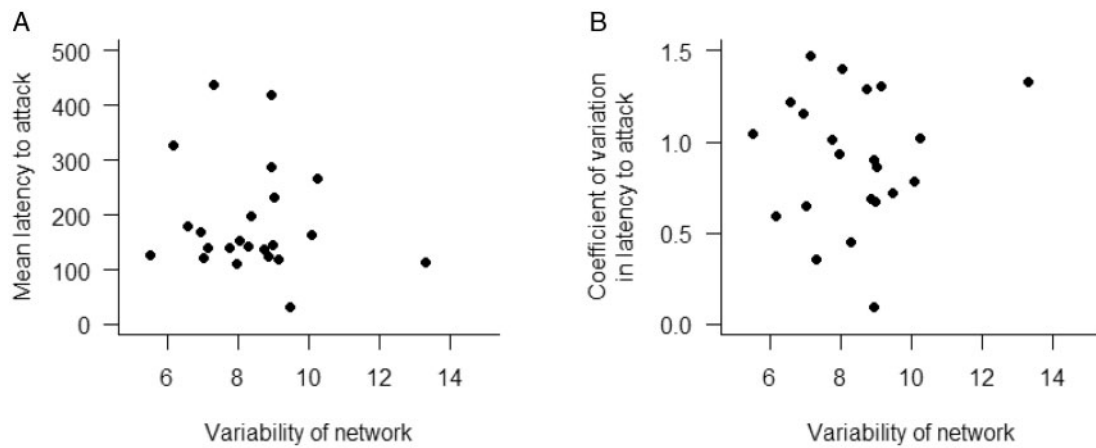 A
Mean latency to attack
500
400
300
200
100
0
6 8 10 12 14
Variability of network
B
Coefficient of variation
in latency to attack
1.5
1.0
0.5
0.0
6 8 10 12 14
Variability of network